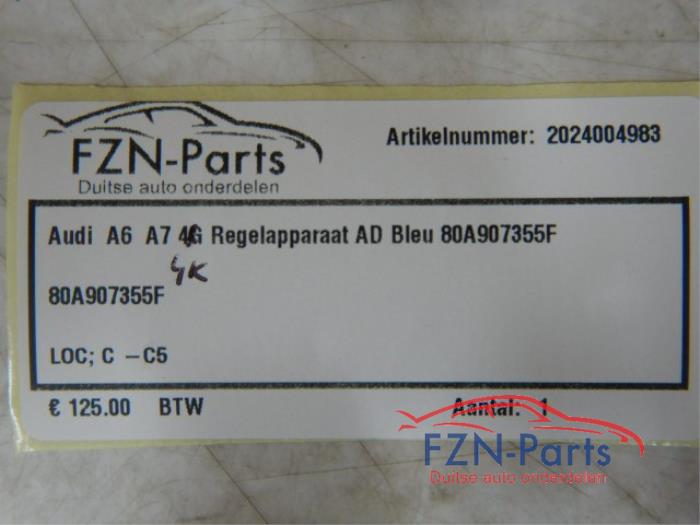 FZN-Parts
Duitse auto onderdelen
Artikelnummer: 2024004983
Audi A6 A7 4G Regelapparaat AD Bleu 80A907355F
4K
80A907355F
LOC; C -C5
€ 125.00 BTW
Aantal: 1
FZN-Parts
Duitse auto onderdelen